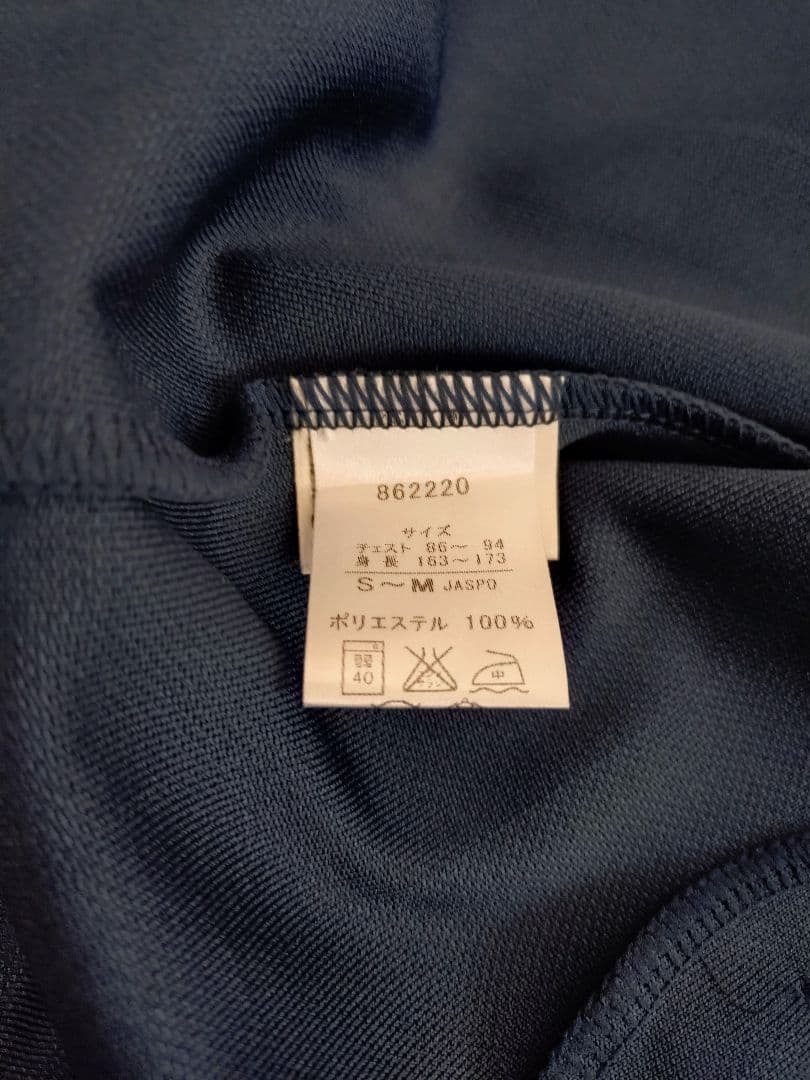 862220
サイズ
チェスト 86～ 94
身長 163～173
S～M JASPO
ポリエステル 100%
40
中